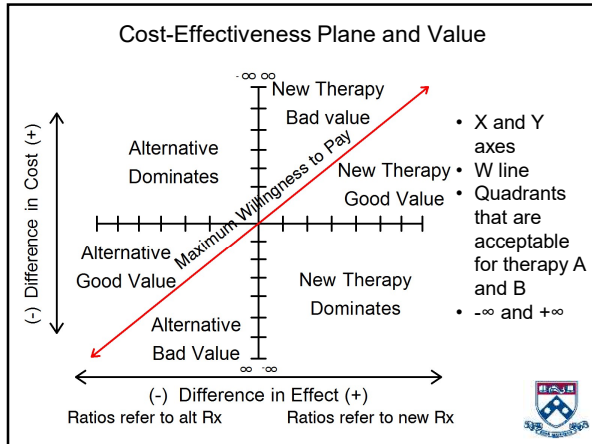 Cost-Effectiveness Plane and Value
-∞ ∞
New Therapy
Bad value
Alternative
Dominates
Maximum Willingness to Pay
New Therapy
Good Value
Alternative
Good Value
New Therapy
Dominates
Alternative
Bad Value
∞ -∞
(-) Difference in Cost (+)
(-) Difference in Effect (+)
Ratios refer to alt Rx
Ratios refer to new Rx
• X and Y
axes
• W line
• Quadrants
that are
acceptable
for therapy A
and B
• -∞ and +∞